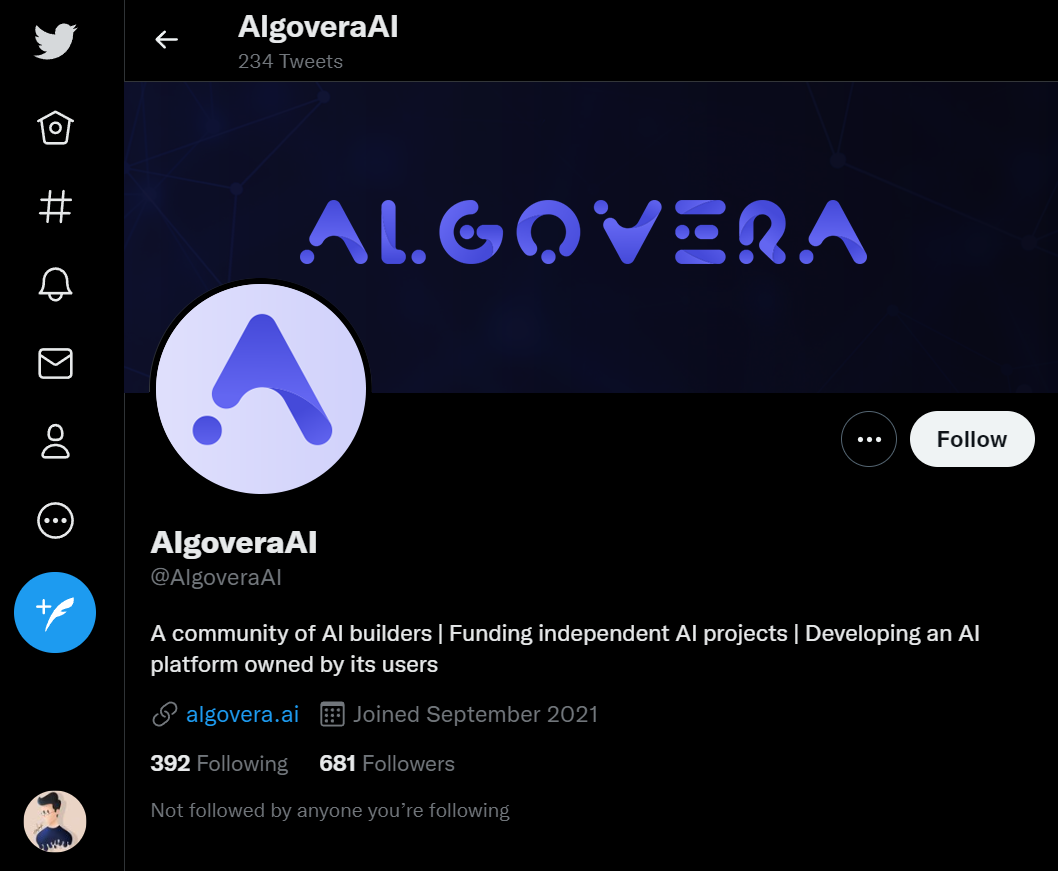 AlgoveraAI
234 Tweets
ALGOVERA
Follow
AlgoveraAI
@AlgoveraAI
A community of AI builders | Funding independent AI projects | Developing an AI
platform owned by its users
algovera.ai Joined September 2021
392 Following 681 Followers
Not followed by anyone you’re following